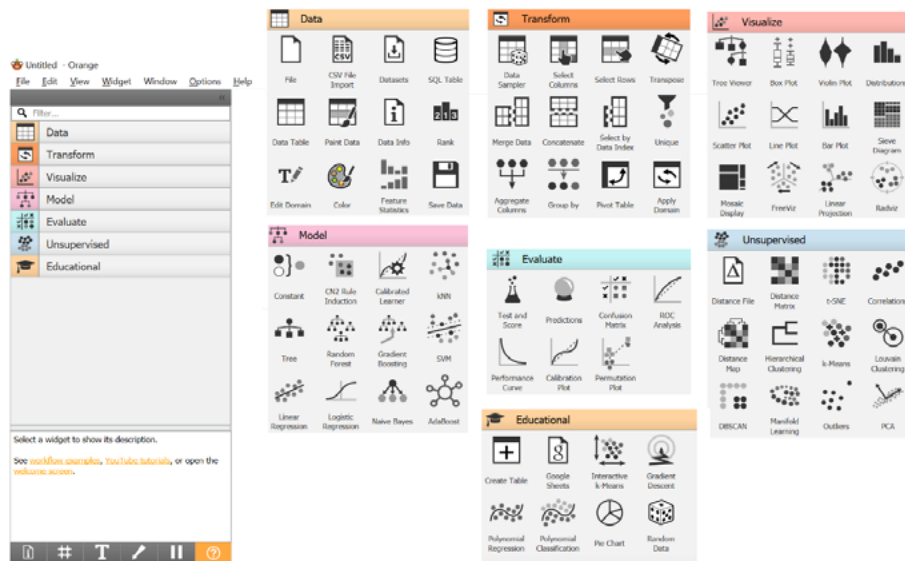 Untitled - Orange
File Edit View Widget Window Options Help
Filter...
Data
Transform
Visualize
Model
Evaluate
Unsupervised
Educational
Select a widget to show its description.
See workflow examples, YouTube tutorials, or open the
welcome screen.
Data
File
CSV File
Import
Datasets
SQL Table
Data Table
Paint Data
Data Info
Rank
Edit Domain
Color
Feature
Statistics
Save Data
Transform
Data
Sampler
Select
Columns
Select Rows
Transpose
Merge Data
Concatenate
Select by
Data Index
Unique
Aggregate
Columns
Group by
Pivot Table
Apply
Domain
Visualize
Tree Viewer
Box Plot
Violin Plot
Distributions
Scatter Plot
Line Plot
Bar Plot
Sieve
Diagram
Mosaic
Display
FreeViz
Linear
Projection
Radviz
Model
Constant
CN2 Rule
Induction
Calibrated
Learner
kNN
Tree
Random
Forest
Gradient
Boosting
SVM
Linear
Regression
Logistic
Regression
Naive Bayes
AdaBoost
Evaluate
Test and
Score
Predictions
Confusion
Matrix
ROC
Analysis
Performance
Curve
Calibration
Plot
Permutation
Plot
Unsupervised
Distance File
Distance
Matrix
t-SNE
Correlations
Distance
Map
Hierarchical
Clustering
k-Means
Louvain
Clustering
DBSCAN
Manifold
Learning
Outliers
PCA
Educational
Create Table
Google
Sheets
Interactive
k-Means
Gradient
Descent
Polynomial
Regression
Polynomial
Classification
Pie Chart
Random
Data